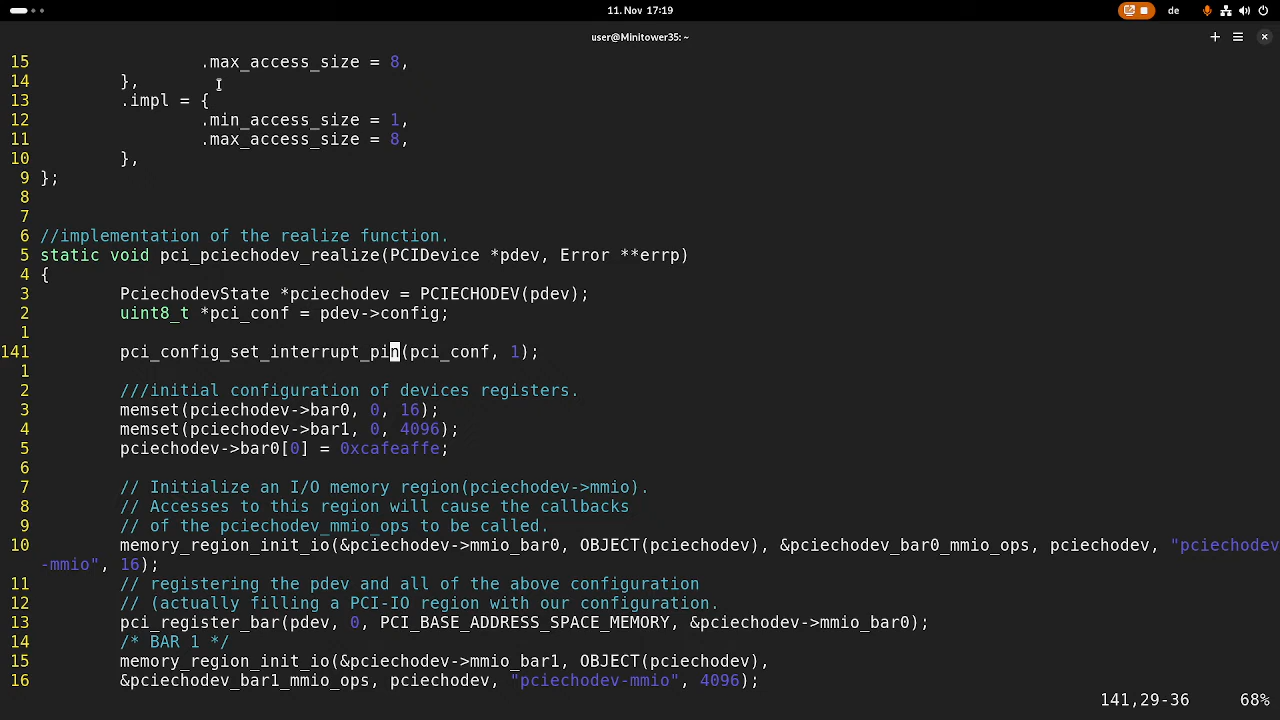 11. Nov 17:19
de
user@Minitower35: ~
15 .max_access_size = 8,
14 },
13 .impl = {
12 .min_access_size = 1,
11 .max_access_size = 8,
10 },
9 };
8
7
6 //implementation of the realize function.
5 static void pci_pciechodev_realize(PCIDevice *pdev, Error **errp)
4 {
3 PciechodevState *pciechodev = PCIECHODEV(pdev);
2 uint8_t *pci_conf = pdev->config;
1
141 pci_config_set_interrupt_pin(pci_conf, 1);
1
2 ///initial configuration of devices registers.
3 memset(pciechodev->bar0, 0, 16);
4 memset(pciechodev->bar1, 0, 4096);
5 pciechodev->bar0[0] = 0xcafeaffe;
6
7 // Initialize an I/O memory region(pciechodev->mmio).
8 // Accesses to this region will cause the callbacks
9 // of the pciechodev_mmio_ops to be called.
10 memory_region_init_io(&pciechodev->mmio_bar0, OBJECT(pciechodev), &pciechodev_bar0_mmio_ops, pciechodev, "pciechodev
-mmio", 16);
11 // registering the pdev and all of the above configuration
12 // (actually filling a PCI-IO region with our configuration.
13 pci_register_bar(pdev, 0, PCI_BASE_ADDRESS_SPACE_MEMORY, &pciechodev->mmio_bar0);
14 /* BAR 1 */
15 memory_region_init_io(&pciechodev->mmio_bar1, OBJECT(pciechodev),
16 &pciechodev_bar1_mmio_ops, pciechodev, "pciechodev-mmio", 4096);
141,29-36 68%